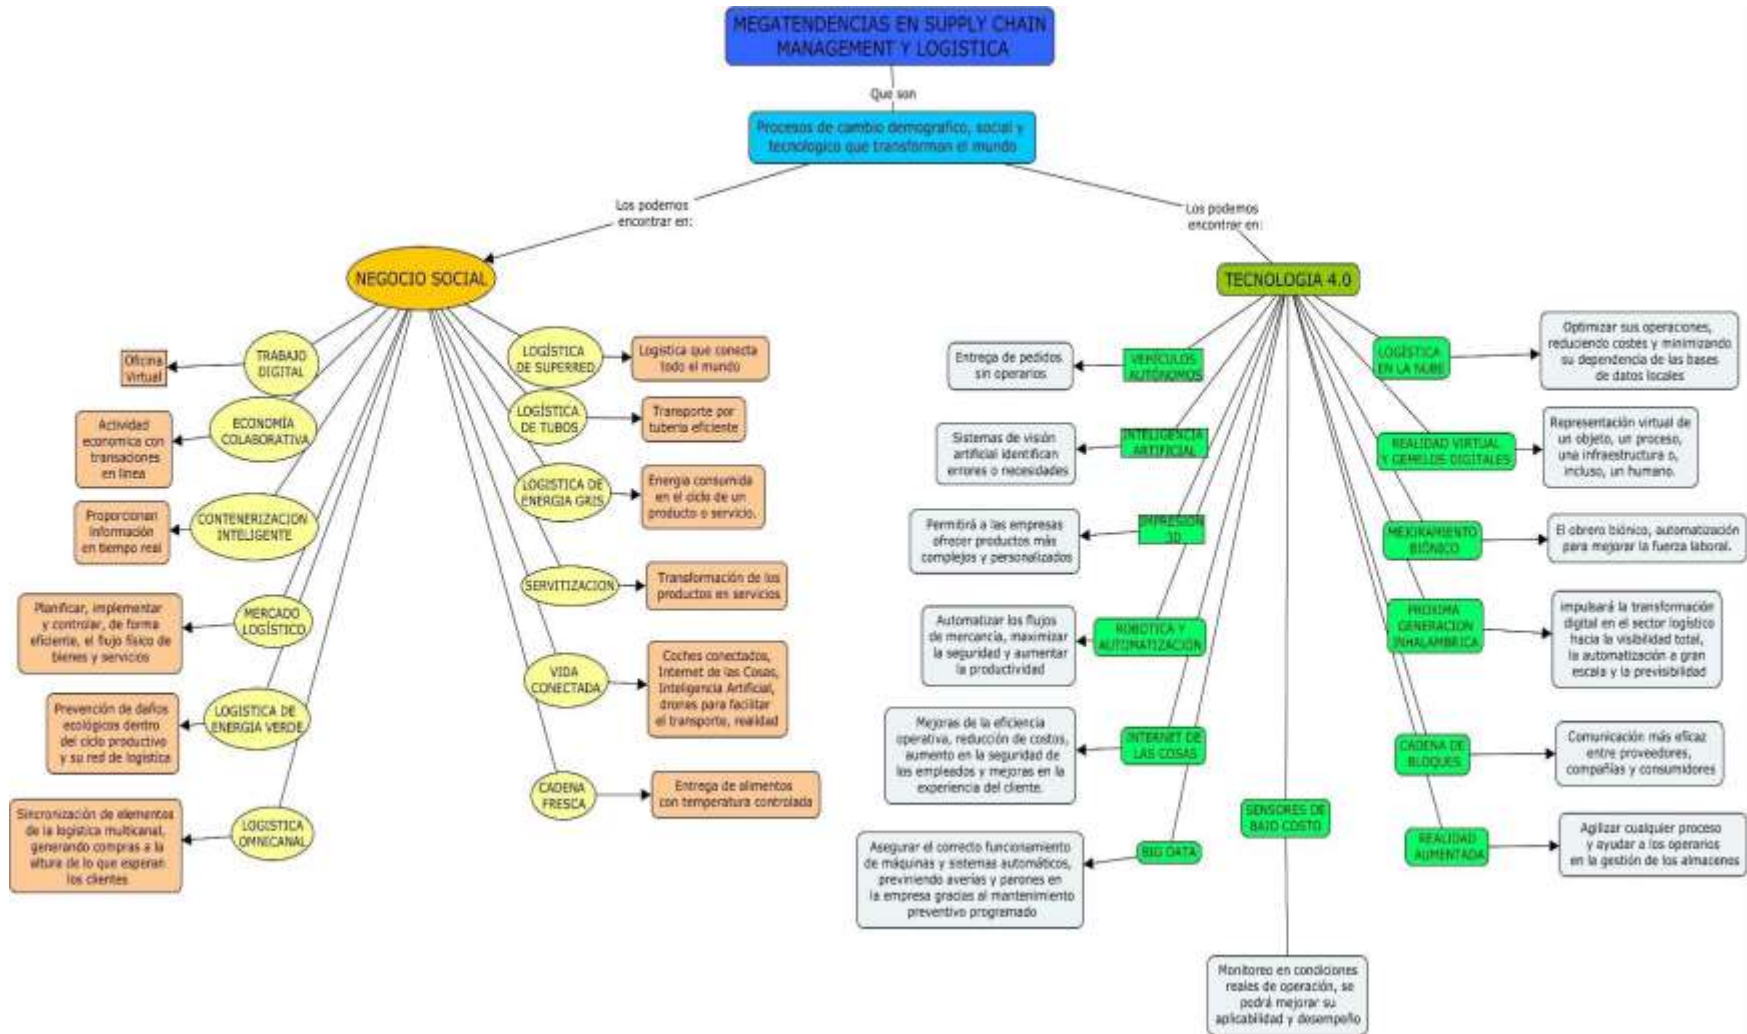 MEGATENDENCIAS EN SUPPLY CHAIN
MANAGEMENT Y LOGISTICA
Que son
Procesos de cambio demografico, social y
tecnologico que transforman el mundo
Los podemos
encontrar en:
NEGOCIO SOCIAL
TRABAJO
DIGITAL
Oficina
Virtual
ECONOMÍA
COLABORATIVA
Actividad
economica con
transaciones
en linea
CONTENERIZACION
INTELIGENTE
Proporcionan
información
en tiempo real
MERCADO
LOGÍSTICO
Planificar, implementar
y controlar, de forma
eficiente, el flujo físico de
bienes y servicios
LOGISTICA DE
ENERGIA VERDE
Prevención de daños
ecológicos dentro
del ciclo productivo
y su red de logística
LOGISTICA
OMNICANAL
Sincronización de elementos
de la logistica multicanal,
generando compras a la
altura de lo que esperan
los clientes
LOGÍSTICA
DE SUPERRED
Logistica que conecta
todo el mundo
LOGÍSTICA
DE TUBOS
Transporte por
tuberia eficiente
LOGISTICA DE
ENERGIA GRIS
Energia consumida
en el ciclo de un
producto o servicio.
SERVITIZACION
Transformación de los
productos en servicios
VIDA
CONECTADA
Coches conectados,
Internet de las Cosas,
Inteligencia Artificial,
drones para facilitar
el transporte, realidad
CADENA
FRESCA
Entrega de alimentos
con temperatura controlada
Los podemos
encontrar en:
TECNOLOGIA 4.0
VEHÍCULOS
AUTÓNOMOS
Entrega de pedidos
sin operarios
INTELIGENCIA
ARTIFICIAL
Sistemas de visión
artificial identifican
errores o necesidades
IMPRESIÓN
3D
Permitirá a las empresas
ofrecer productos más
complejos y personalizados
ROBOTICA Y
AUTOMATIZACIÓN
Automatizar los flujos
de mercancía, maximizar
la seguridad y aumentar
la productividad
INTERNET DE
LAS COSAS
Mejoras de la eficiencia
operativa, reducción de costos,
aumento en la seguridad de
los empleados y mejoras en la
experiencia del cliente.
BIG DATA
Asegurar el correcto funcionamiento
de máquinas y sistemas automáticos,
previniendo averías y parones en
la empresa gracias al mantenimiento
preventivo programado
SENSORES DE
BAJO COSTO
Monitoreo en condiciones
reales de operación, se
podrá mejorar su
aplicabilidad y desempeño
LOGÍSTICA
EN LA NUBE
Optimizar sus operaciones,
reduciendo costes y minimizando
su dependencia de las bases
de datos locales
REALIDAD VIRTUAL
Y GEMELOS DIGITALES
Representación virtual de
un objeto, un proceso,
una infraestructura o,
incluso, un humano.
MEJORAMIENTO
BIÓNICO
El obrero biónico, automatización
para mejorar la fuerza laboral.
PROXIMA
GENERACION
INHALAMBRICA
impulsará la transformación
digital en el sector logístico
hacia la visibilidad total,
la automatización a gran
escala y la previsibilidad
CADENA DE
BLOQUES
Comunicación más eficaz
entre proveedores,
compañías y consumidores
REALIDAD
AUMENTADA
Agilizar cualquier proceso
y ayudar a los operarios
en la gestión de los almacenes